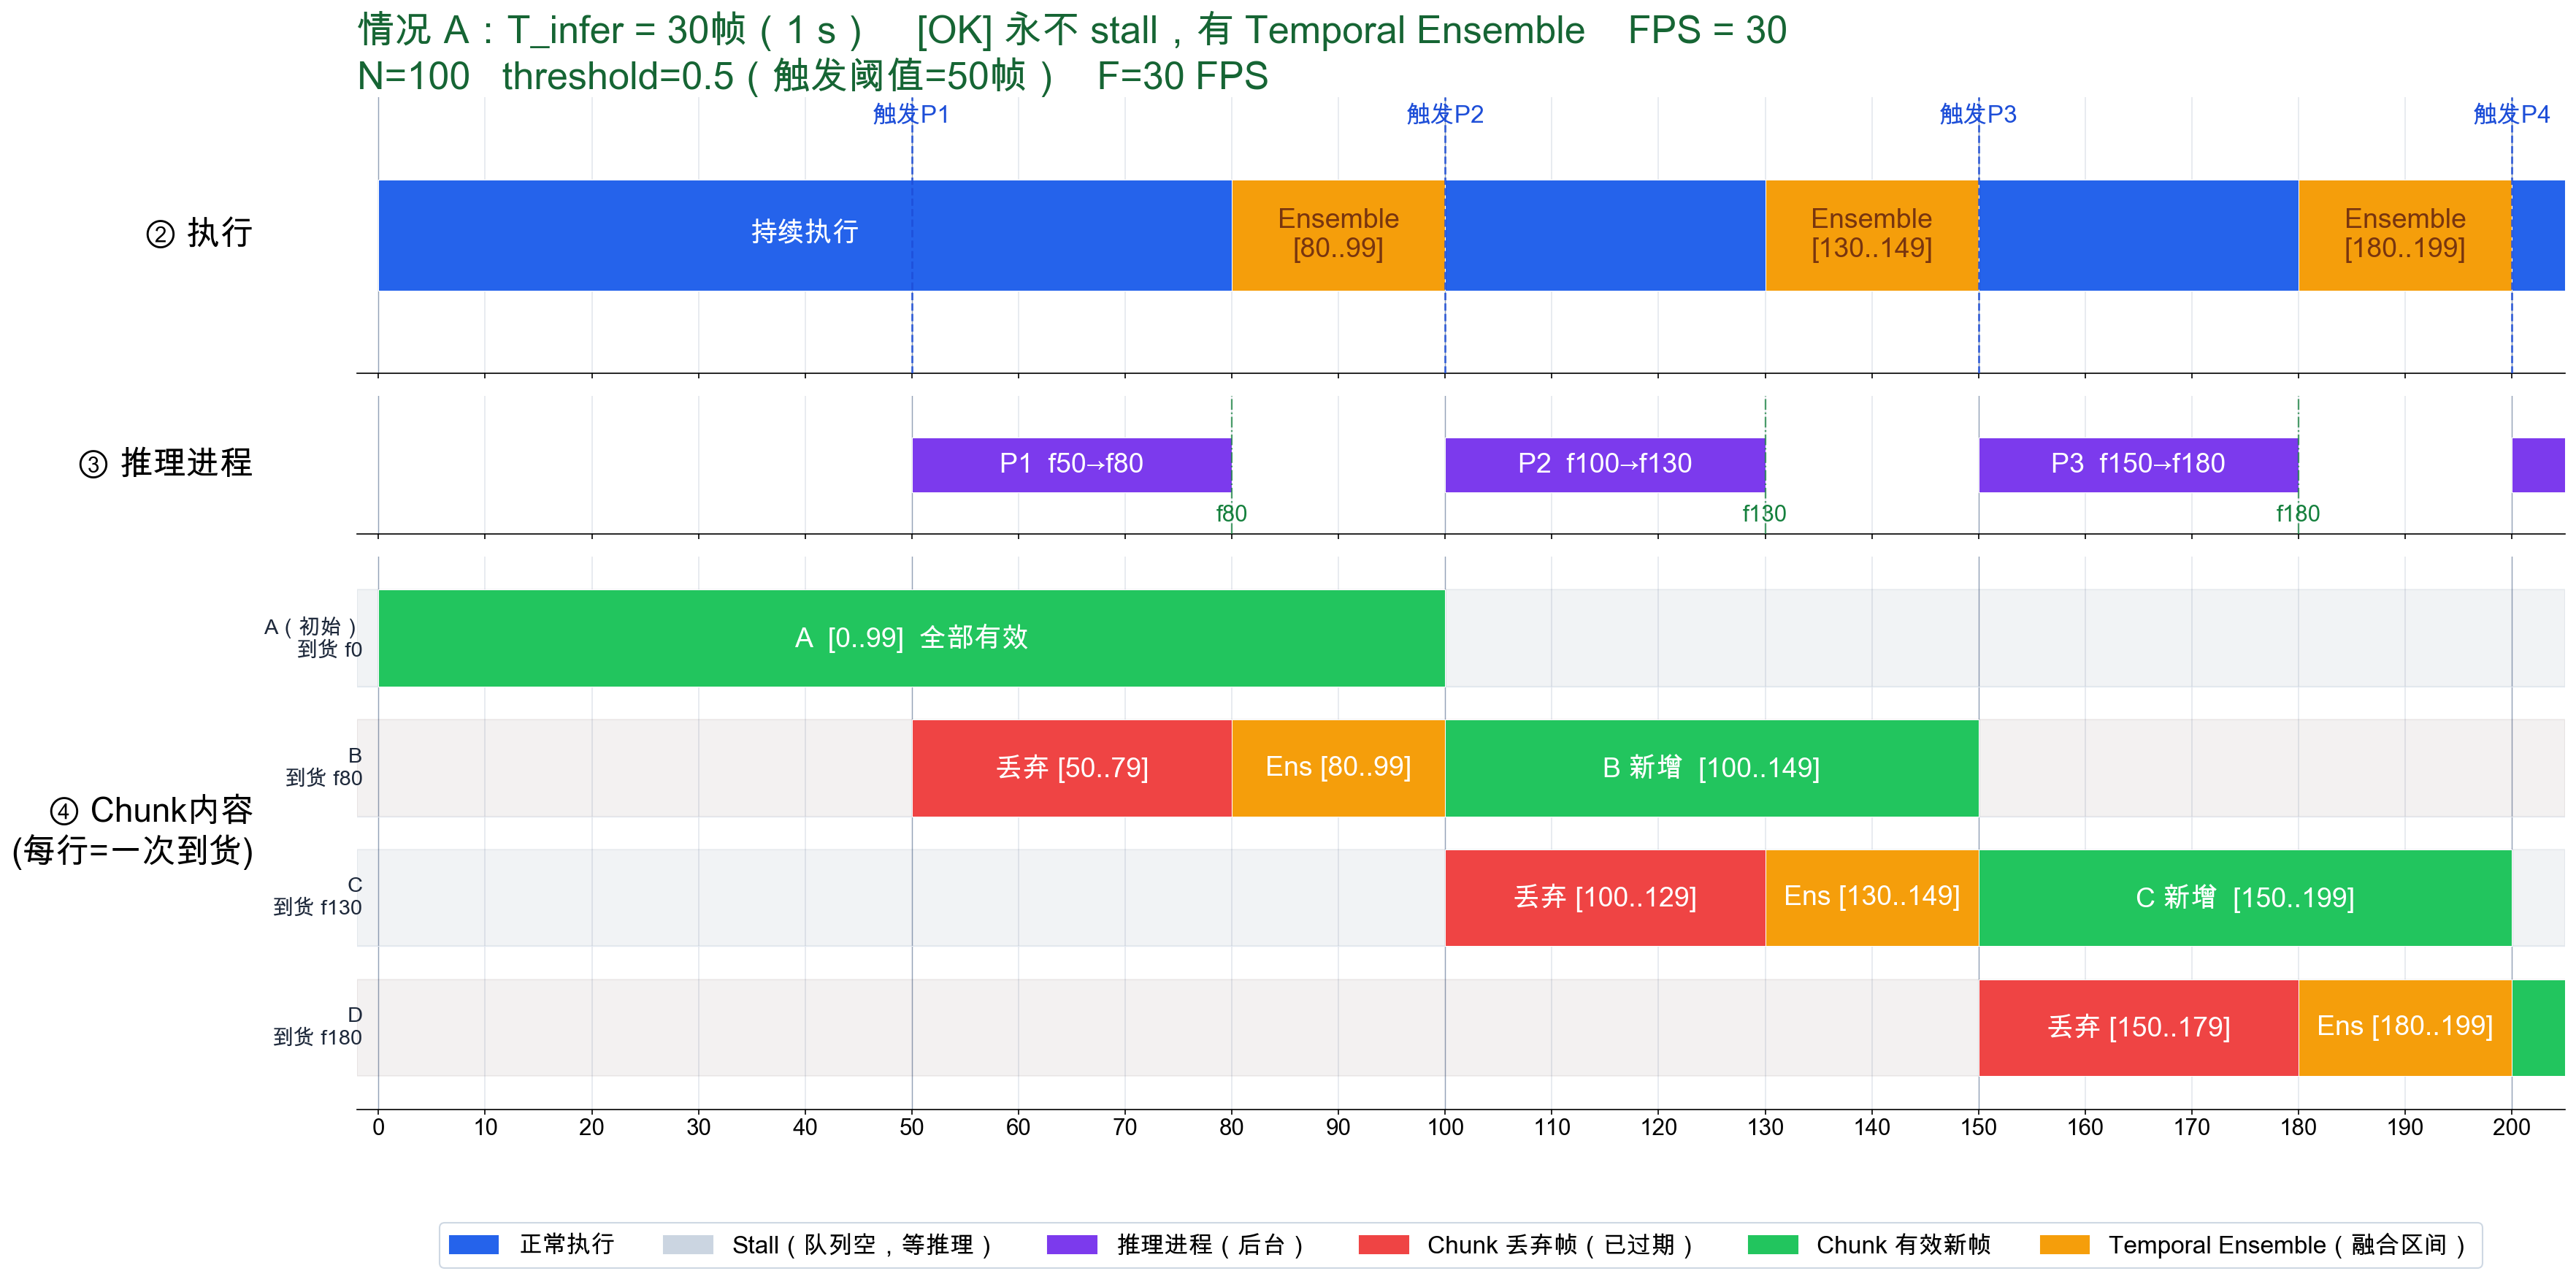 情况 A：T_infer = 30帧（1 s） [OK] 永不 stall，有 Temporal Ensemble FPS = 30
N=100 threshold=0.5（触发阈值=50帧） F=30 FPS
触发P1 触发P2 触发P3 触发P4
② 执行
持续执行
Ensemble
[80..99]
Ensemble
[130..149]
Ensemble
[180..199]
③ 推理进程
P1 f50→f80
P2 f100→f130
P3 f150→f180
f80 f130 f180
④ Chunk内容
(每行=一次到货)
A（初始）
到货 f0
A [0..99] 全部有效
B
到货 f80
丢弃 [50..79]
Ens [80..99]
B 新增 [100..149]
C
到货 f130
丢弃 [100..129]
Ens [130..149]
C 新增 [150..199]
D
到货 f180
丢弃 [150..179]
Ens [180..199]
0 10 20 30 40 50 60 70 80 90 100 110 120 130 140 150 160 170 180 190 200
正常执行
Stall（队列空，等推理）
推理进程（后台）
Chunk 丢弃帧（已过期）
Chunk 有效新帧
Temporal Ensemble（融合区间）